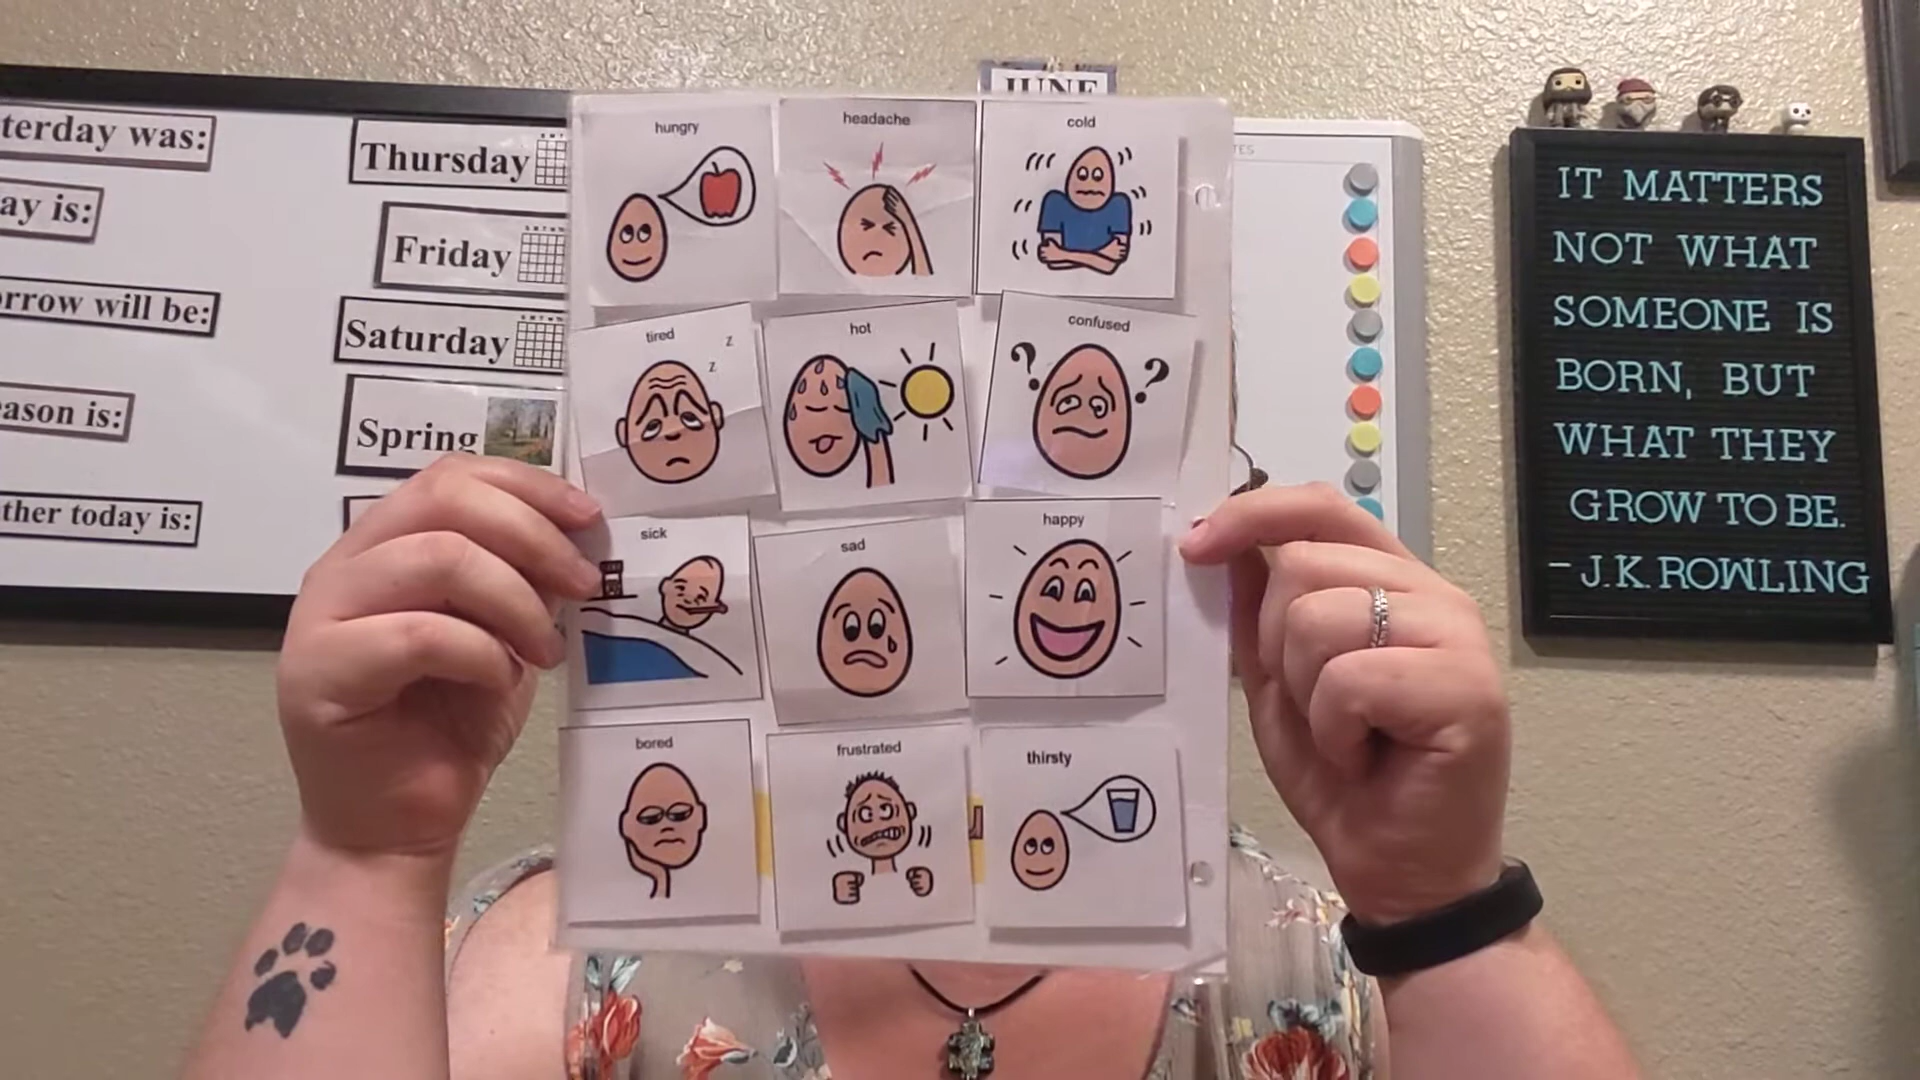 JUNE
terday was:
ay is:
rrow will be:
eason is:
ther today is:
Thursday
Friday
Saturday
Spring
hungry
headache
cold
tired
z
z
hot
confused
? ?
sick
sad
happy
bored
frustrated
thirsty
IT MATTERS
NOT WHAT
SOMEONE IS
BORN, BUT
WHAT THEY
GROW TO BE.
- J.K. ROWLING